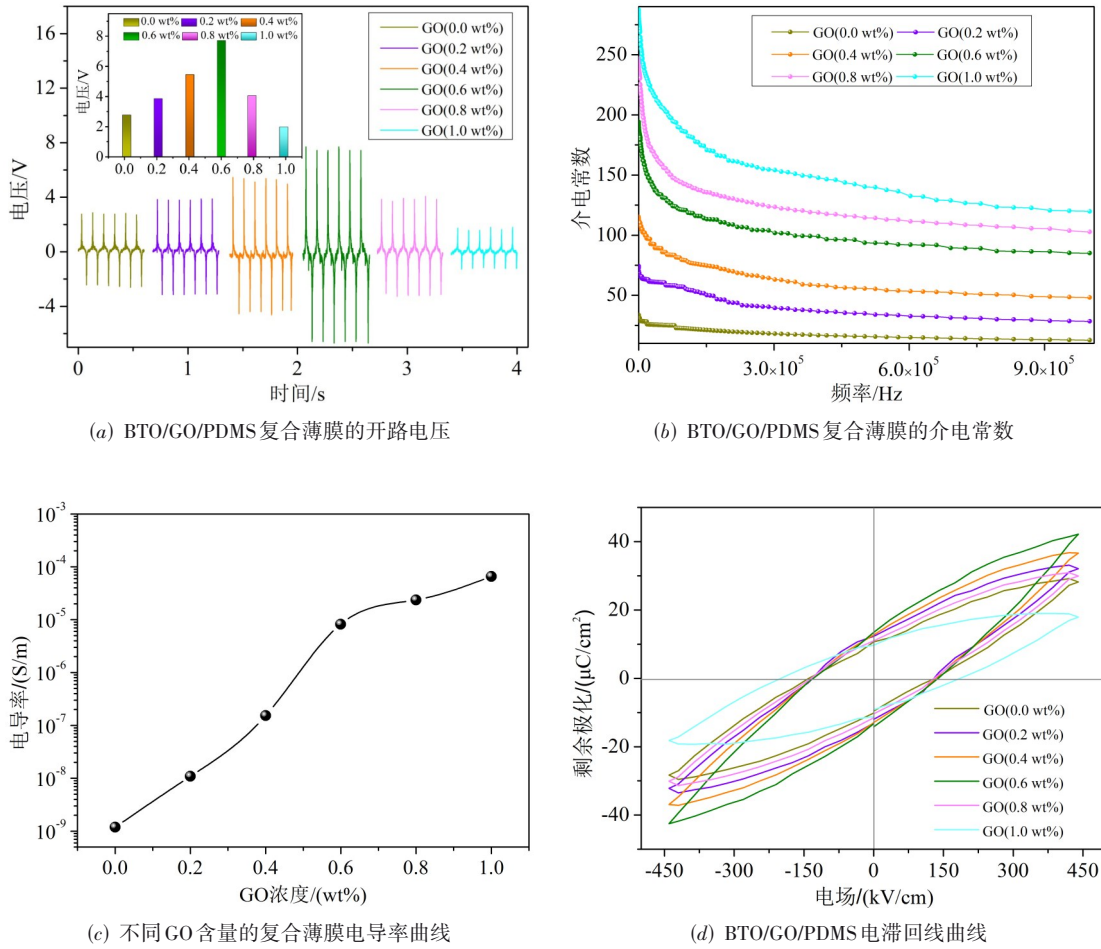 0.0 wt%
0.2 wt%
0.4 wt%
0.6 wt%
0.8 wt%
1.0 wt%
电压/V
8
6
4
2
0
0.0 0.2 0.4 0.6 0.8 1.0
GO(0.0 wt%)
GO(0.2 wt%)
GO(0.4 wt%)
GO(0.6 wt%)
GO(0.8 wt%)
GO(1.0 wt%)
电压/V
16
12
8
4
0
-4
0 1 2 3 4
时间/s
(a) BTO/GO/PDMS复合薄膜的开路电压
GO(0.0 wt%)
GO(0.2 wt%)
GO(0.4 wt%)
GO(0.6 wt%)
GO(0.8 wt%)
GO(1.0 wt%)
介电常数
250
200
150
100
50
0.0 3.0×10⁵ 6.0×10⁵ 9.0×10⁵
频率/Hz
(b) BTO/GO/PDMS复合薄膜的介电常数
电导率/(S/m)
10⁻³
10⁻⁴
10⁻⁵
10⁻⁶
10⁻⁷
10⁻⁸
10⁻⁹
0.0 0.2 0.4 0.6 0.8 1.0
GO浓度/(wt%)
(c) 不同GO含量的复合薄膜电导率曲线
剩余极化/(μC/cm²)
40
20
0
-20
-40
GO(0.0 wt%)
GO(0.2 wt%)
GO(0.4 wt%)
GO(0.6 wt%)
GO(0.8 wt%)
GO(1.0 wt%)
-450 -300 -150 0 150 300 450
电场/(kV/cm)
(d) BTO/GO/PDMS电滞回线曲线